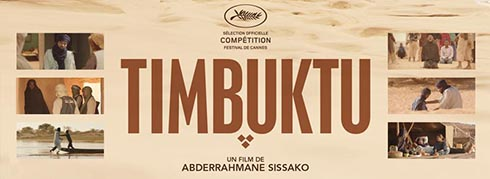 SÉLECTION OFFICIELLE
COMPÉTITION
FESTIVAL DE CANNES
TIMBUKTU
UN FILM DE
ABDERRAHMANE SISSAKO